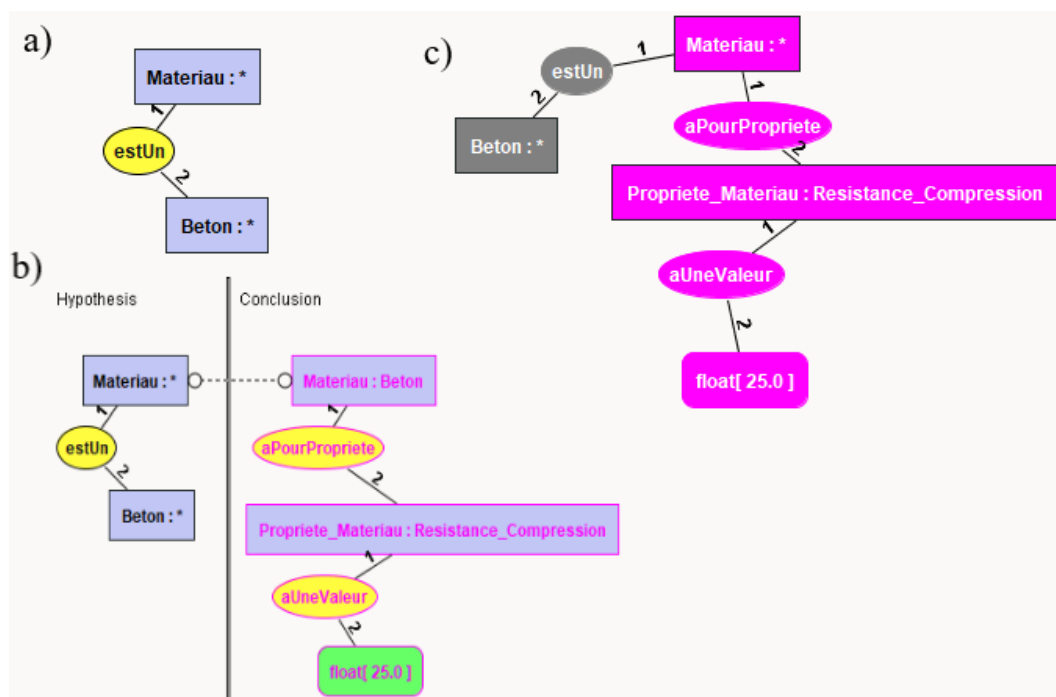 a)
Materiau : *
1
estUn
2
Beton : *
b)
Hypothesis
Conclusion
Materiau : *
1
estUn
2
Beton : *
Materiau : Beton
1
aPourPropriete
2
Propriete_Materiau : Resistance_Compression
1
aUneValeur
2
float[ 25.0 ]
c)
Materiau : *
1
estUn
2
Beton : *
1
aPourPropriete
2
Propriete_Materiau : Resistance_Compression
1
aUneValeur
2
float[ 25.0 ]